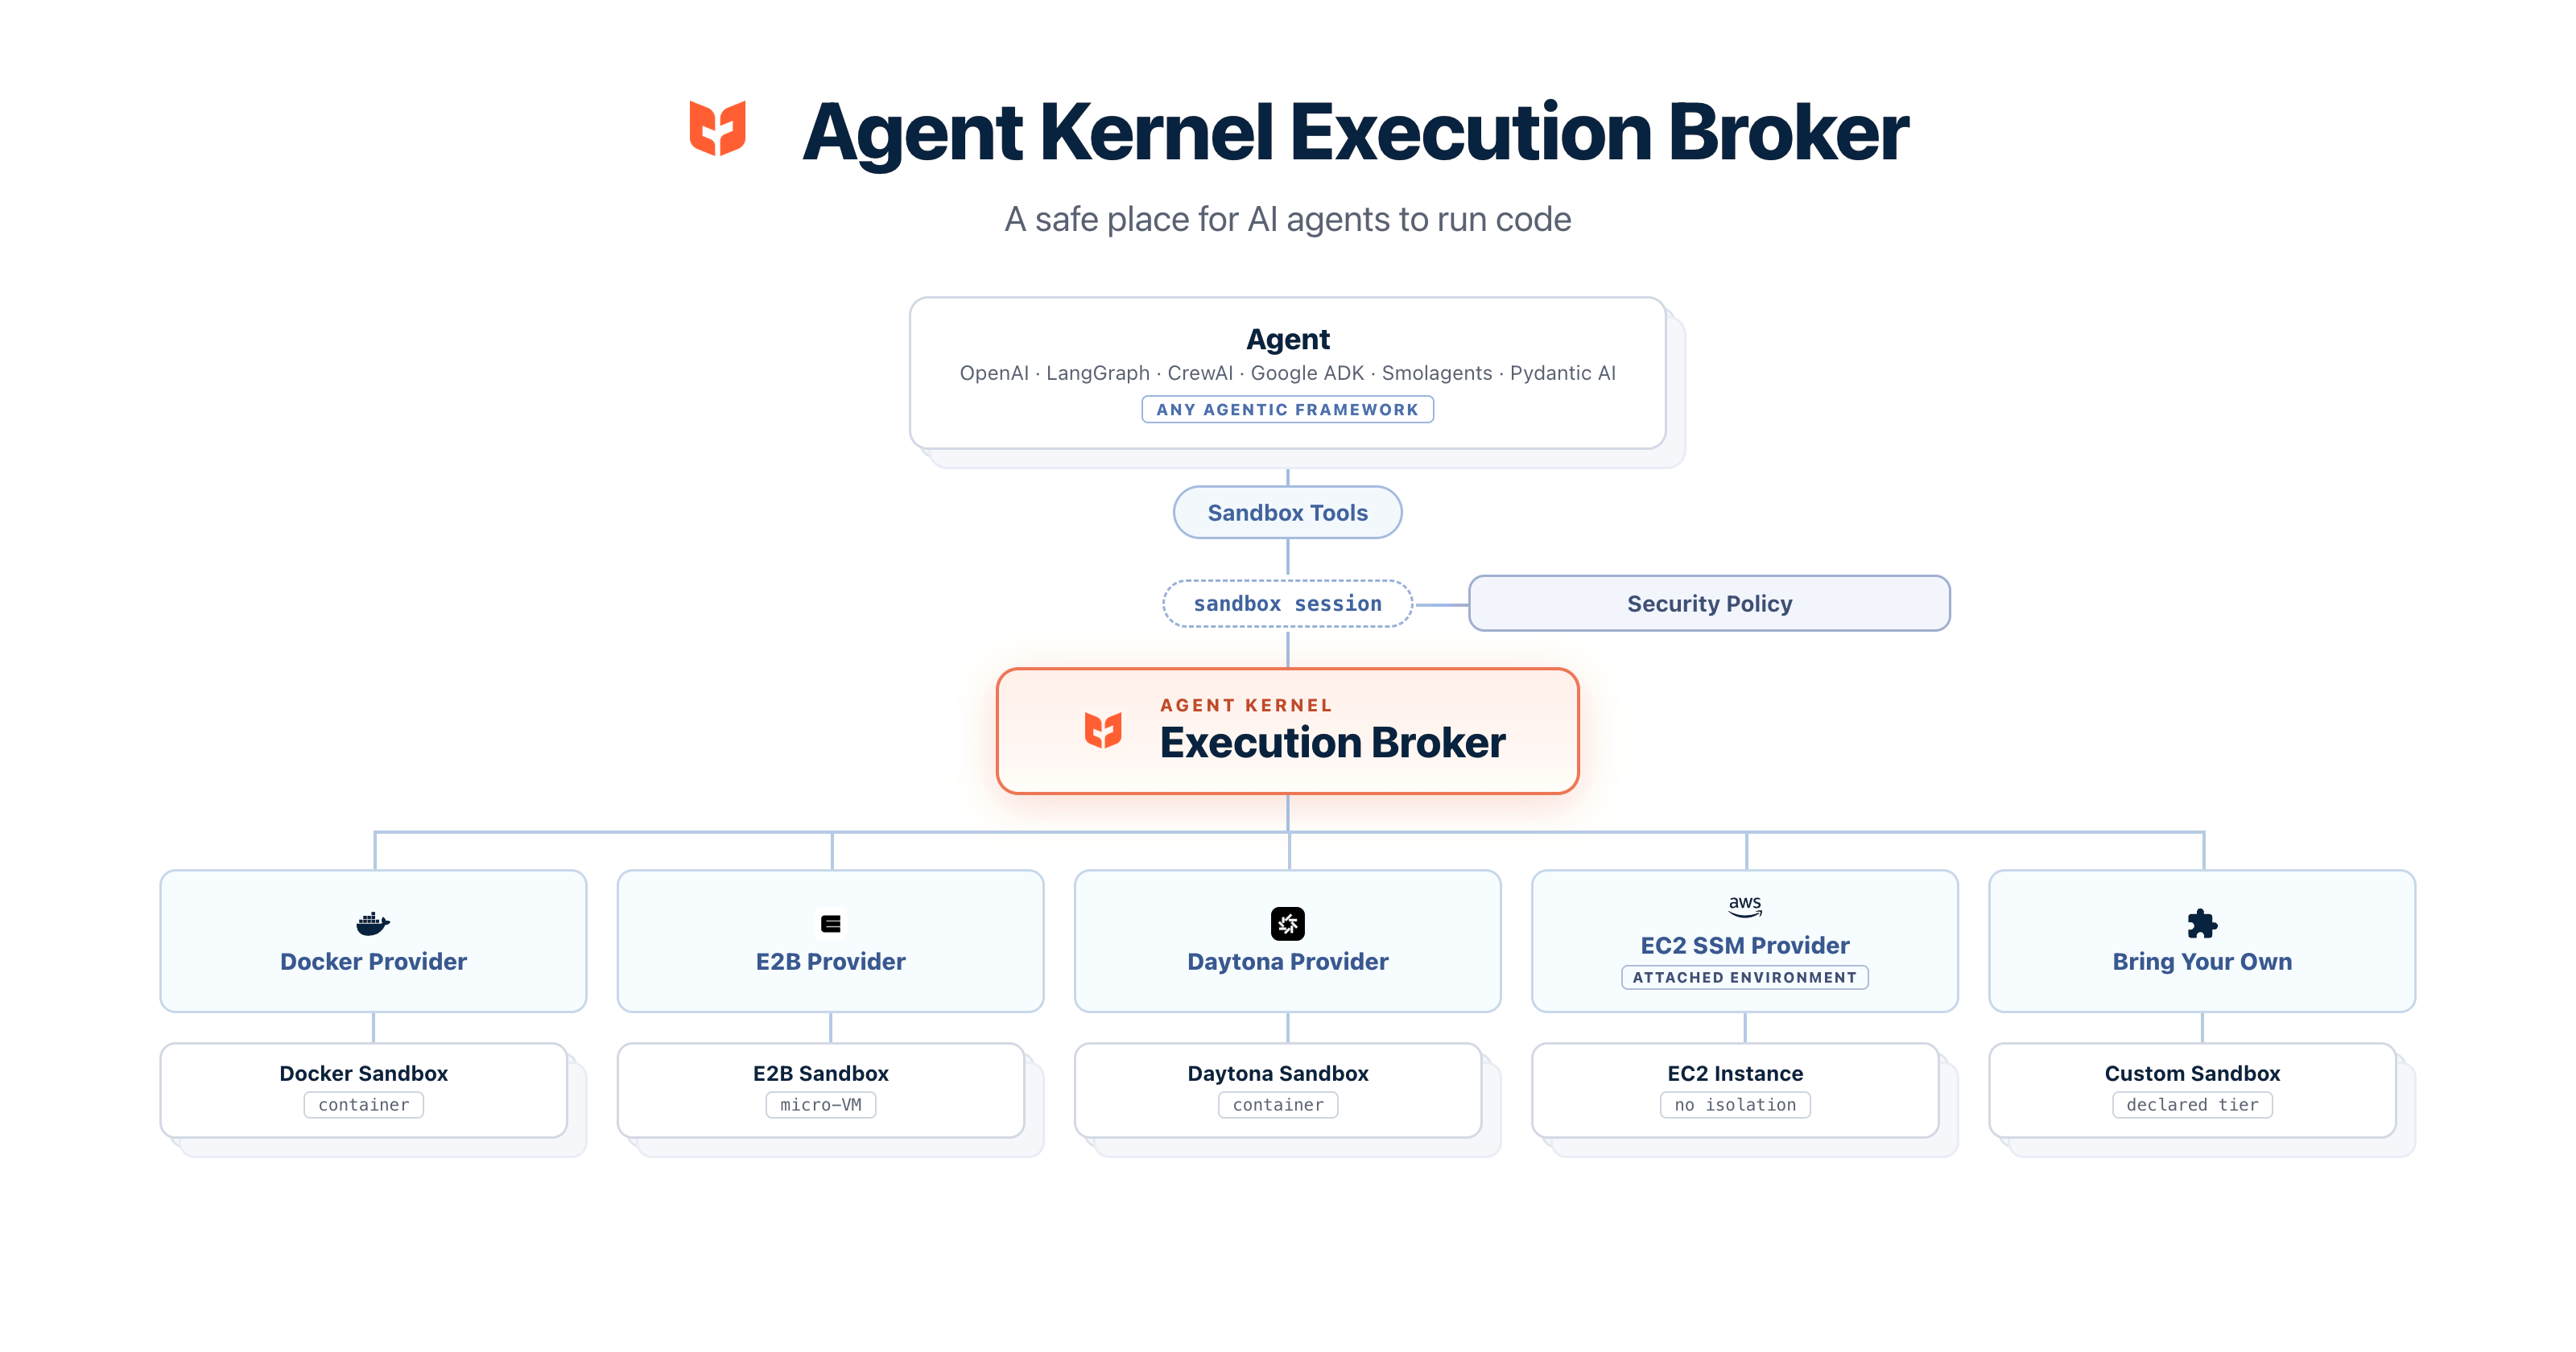 Agent Kernel Execution Broker
A safe place for AI agents to run code
Agent
OpenAI · LangGraph · CrewAI · Google ADK · Smolagents · Pydantic AI
ANY AGENTIC FRAMEWORK
Sandbox Tools
sandbox session
Security Policy
AGENT KERNEL
Execution Broker
Docker Provider
E2B Provider
Daytona Provider
aws
EC2 SSM Provider
ATTACHED ENVIRONMENT
Bring Your Own
Docker Sandbox
container
E2B Sandbox
micro-VM
Daytona Sandbox
container
EC2 Instance
no isolation
Custom Sandbox
declared tier